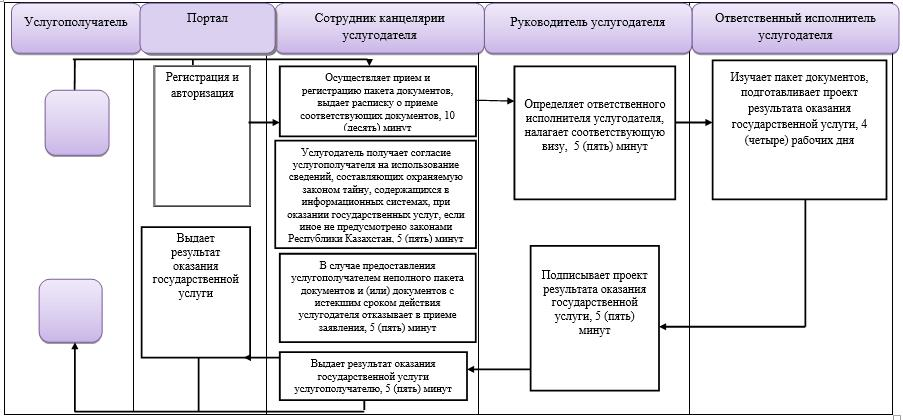 Услугополучатель
Портал
Сотрудник канцелярии
услугодателя
Руководитель услугодателя
Ответственный исполнитель
услугодателя
Регистрация и
авторизация
Осуществляет прием и
регистрацию пакета документов,
выдает расписку о приеме
соответствующих документов, 10
(десять) минут
Определяет ответственного
исполнителя услугодателя,
налагает соответствующую
визу, 5 (пять) минут
Изучает пакет документов,
подготавливает проект
результата оказания
государственной услуги, 4
(четыре) рабочих дня
Услугодатель получает согласие
услугополучателя на использование
сведений, составляющих охраняемую
законом тайну, содержащихся в
информационных системах, при
оказании государственных услуг, если
иное не предусмотрено законами
Республики Казахстан, 5 (пять) минут
Выдает
результат
оказания
государственной
услуги
В случае предоставления
услугополучателем неполного пакета
документов и (или) документов с
истекшим сроком действия
услугодателя отказывает в приеме
заявления, 5 (пять) минут
Подписывает проект
результата оказания
государственной
услуги, 5 (пять)
минут
Выдает результат оказания
государственной услуги
услугополучателю, 5 (пять) минут